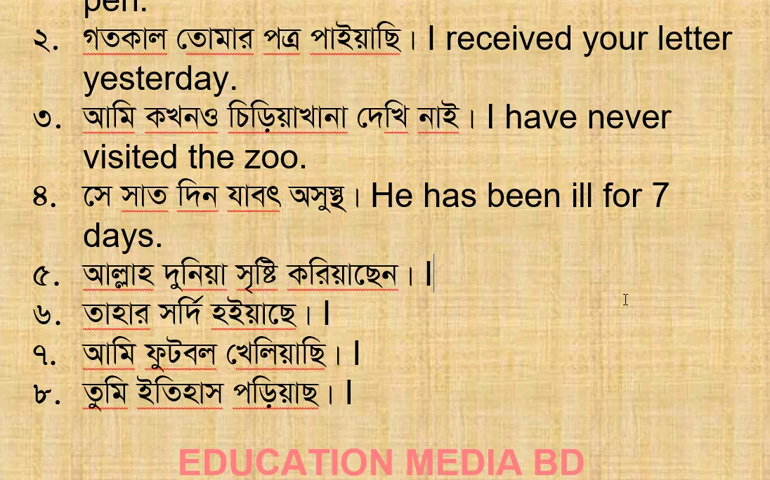 pen.
২. গতকাল তোমার পত্র পাইয়াছি। I received your letter
yesterday.
৩. আমি কখনও চিড়িয়াখানা দেখি নাই। I have never
visited the zoo.
৪. সে সাত দিন যাবৎ অসুস্থ। He has been ill for 7
days.
৫. আল্লাহ দুনিয়া সৃষ্টি করিয়াছেন। I
৬. তাহার সর্দি হইয়াছে। I
৭. আমি ফুটবল খেলিয়াছি। I
৮. তুমি ইতিহাস পড়িয়াছ। I
EDUCATION MEDIA BD